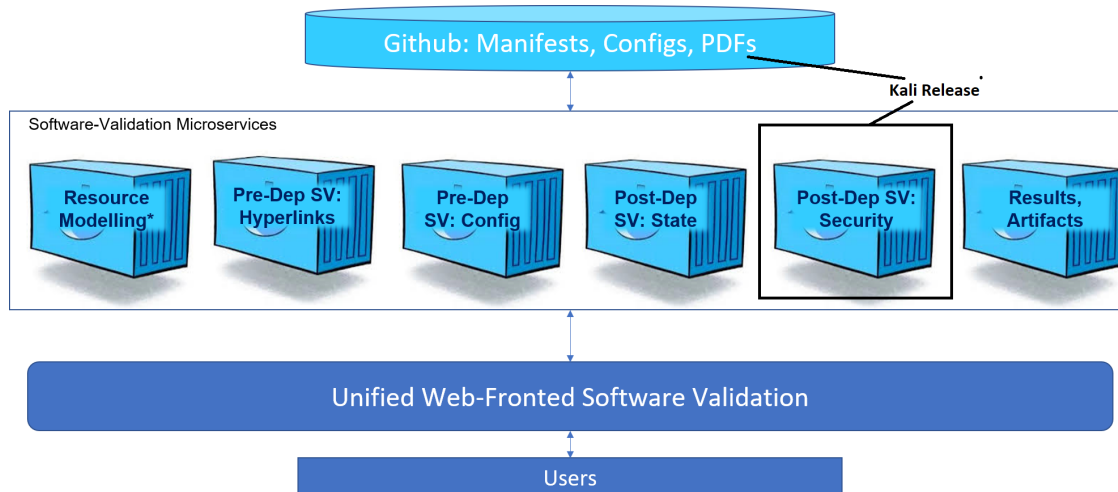 Github: Manifests, Configs, PDFs
Kali Release
Software-Validation Microservices
Resource
Modelling*
Pre-Dep SV:
Hyperlinks
Pre-Dep
SV: Config
Post-Dep
SV: State
Post-Dep SV:
Security
Results,
Artifacts
Unified Web-Fronted Software Validation
Users